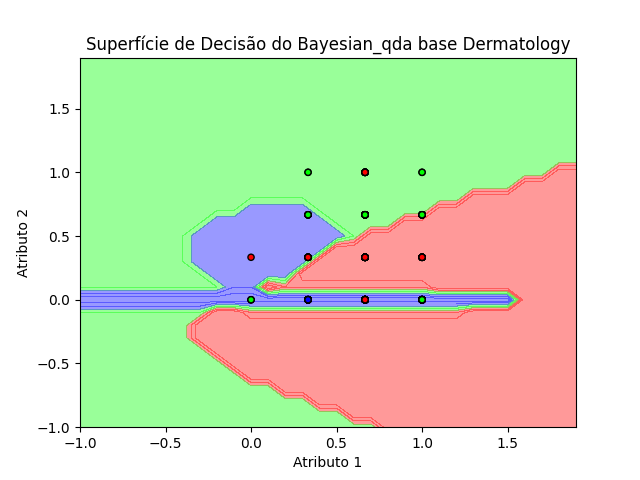 Superfície de Decisão do Bayesian_qda base Dermatology
Atributo 2
1.5
1.0
0.5
0.0
−0.5
−1.0
−1.0 −0.5 0.0 0.5 1.0 1.5
Atributo 1